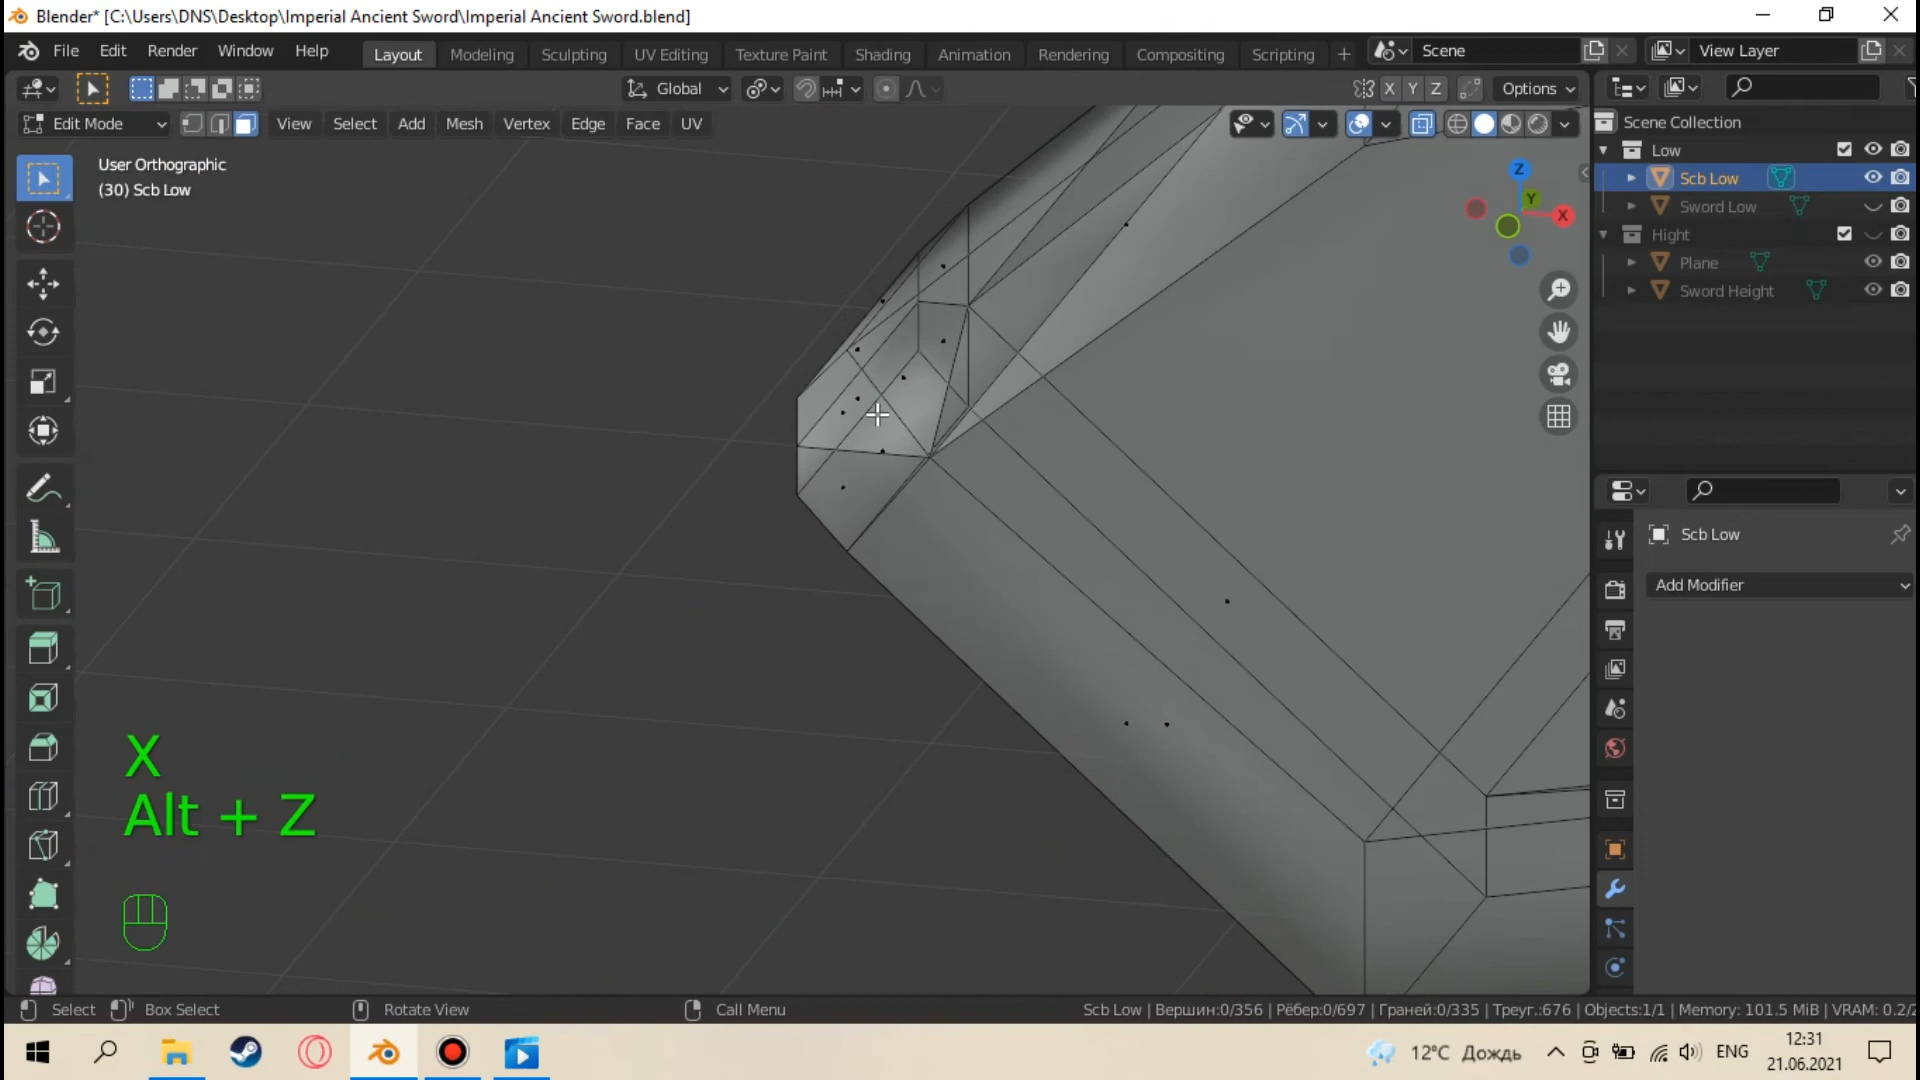 Blender* [C:\Users\DNS\Desktop\Imperial Ancient Sword\Imperial Ancient Sword.blend]
File Edit Render Window Help Layout Modeling Sculpting UV Editing Texture Paint Shading Animation Rendering Compositing Scripting + Scene View Layer
Global X Y Z Options
Edit Mode View Select Add Mesh Vertex Edge Face UV Scene Collection
User Orthographic
(30) Scb Low
Z
Y
X
Low
Scb Low
Sword Low
Hight
Plane
Sword Height
Scb Low
Add Modifier
X
Alt + Z
Select Box Select Rotate View Call Menu Scb Low | Вершин:0/356 | Рёбер:0/697 | Граней:0/335 | Треуг.:676 | Objects:1/1 | Memory: 101.5 MiB | VRAM: 0.2/
12°C Дождь ENG 12:31
21.06.2021